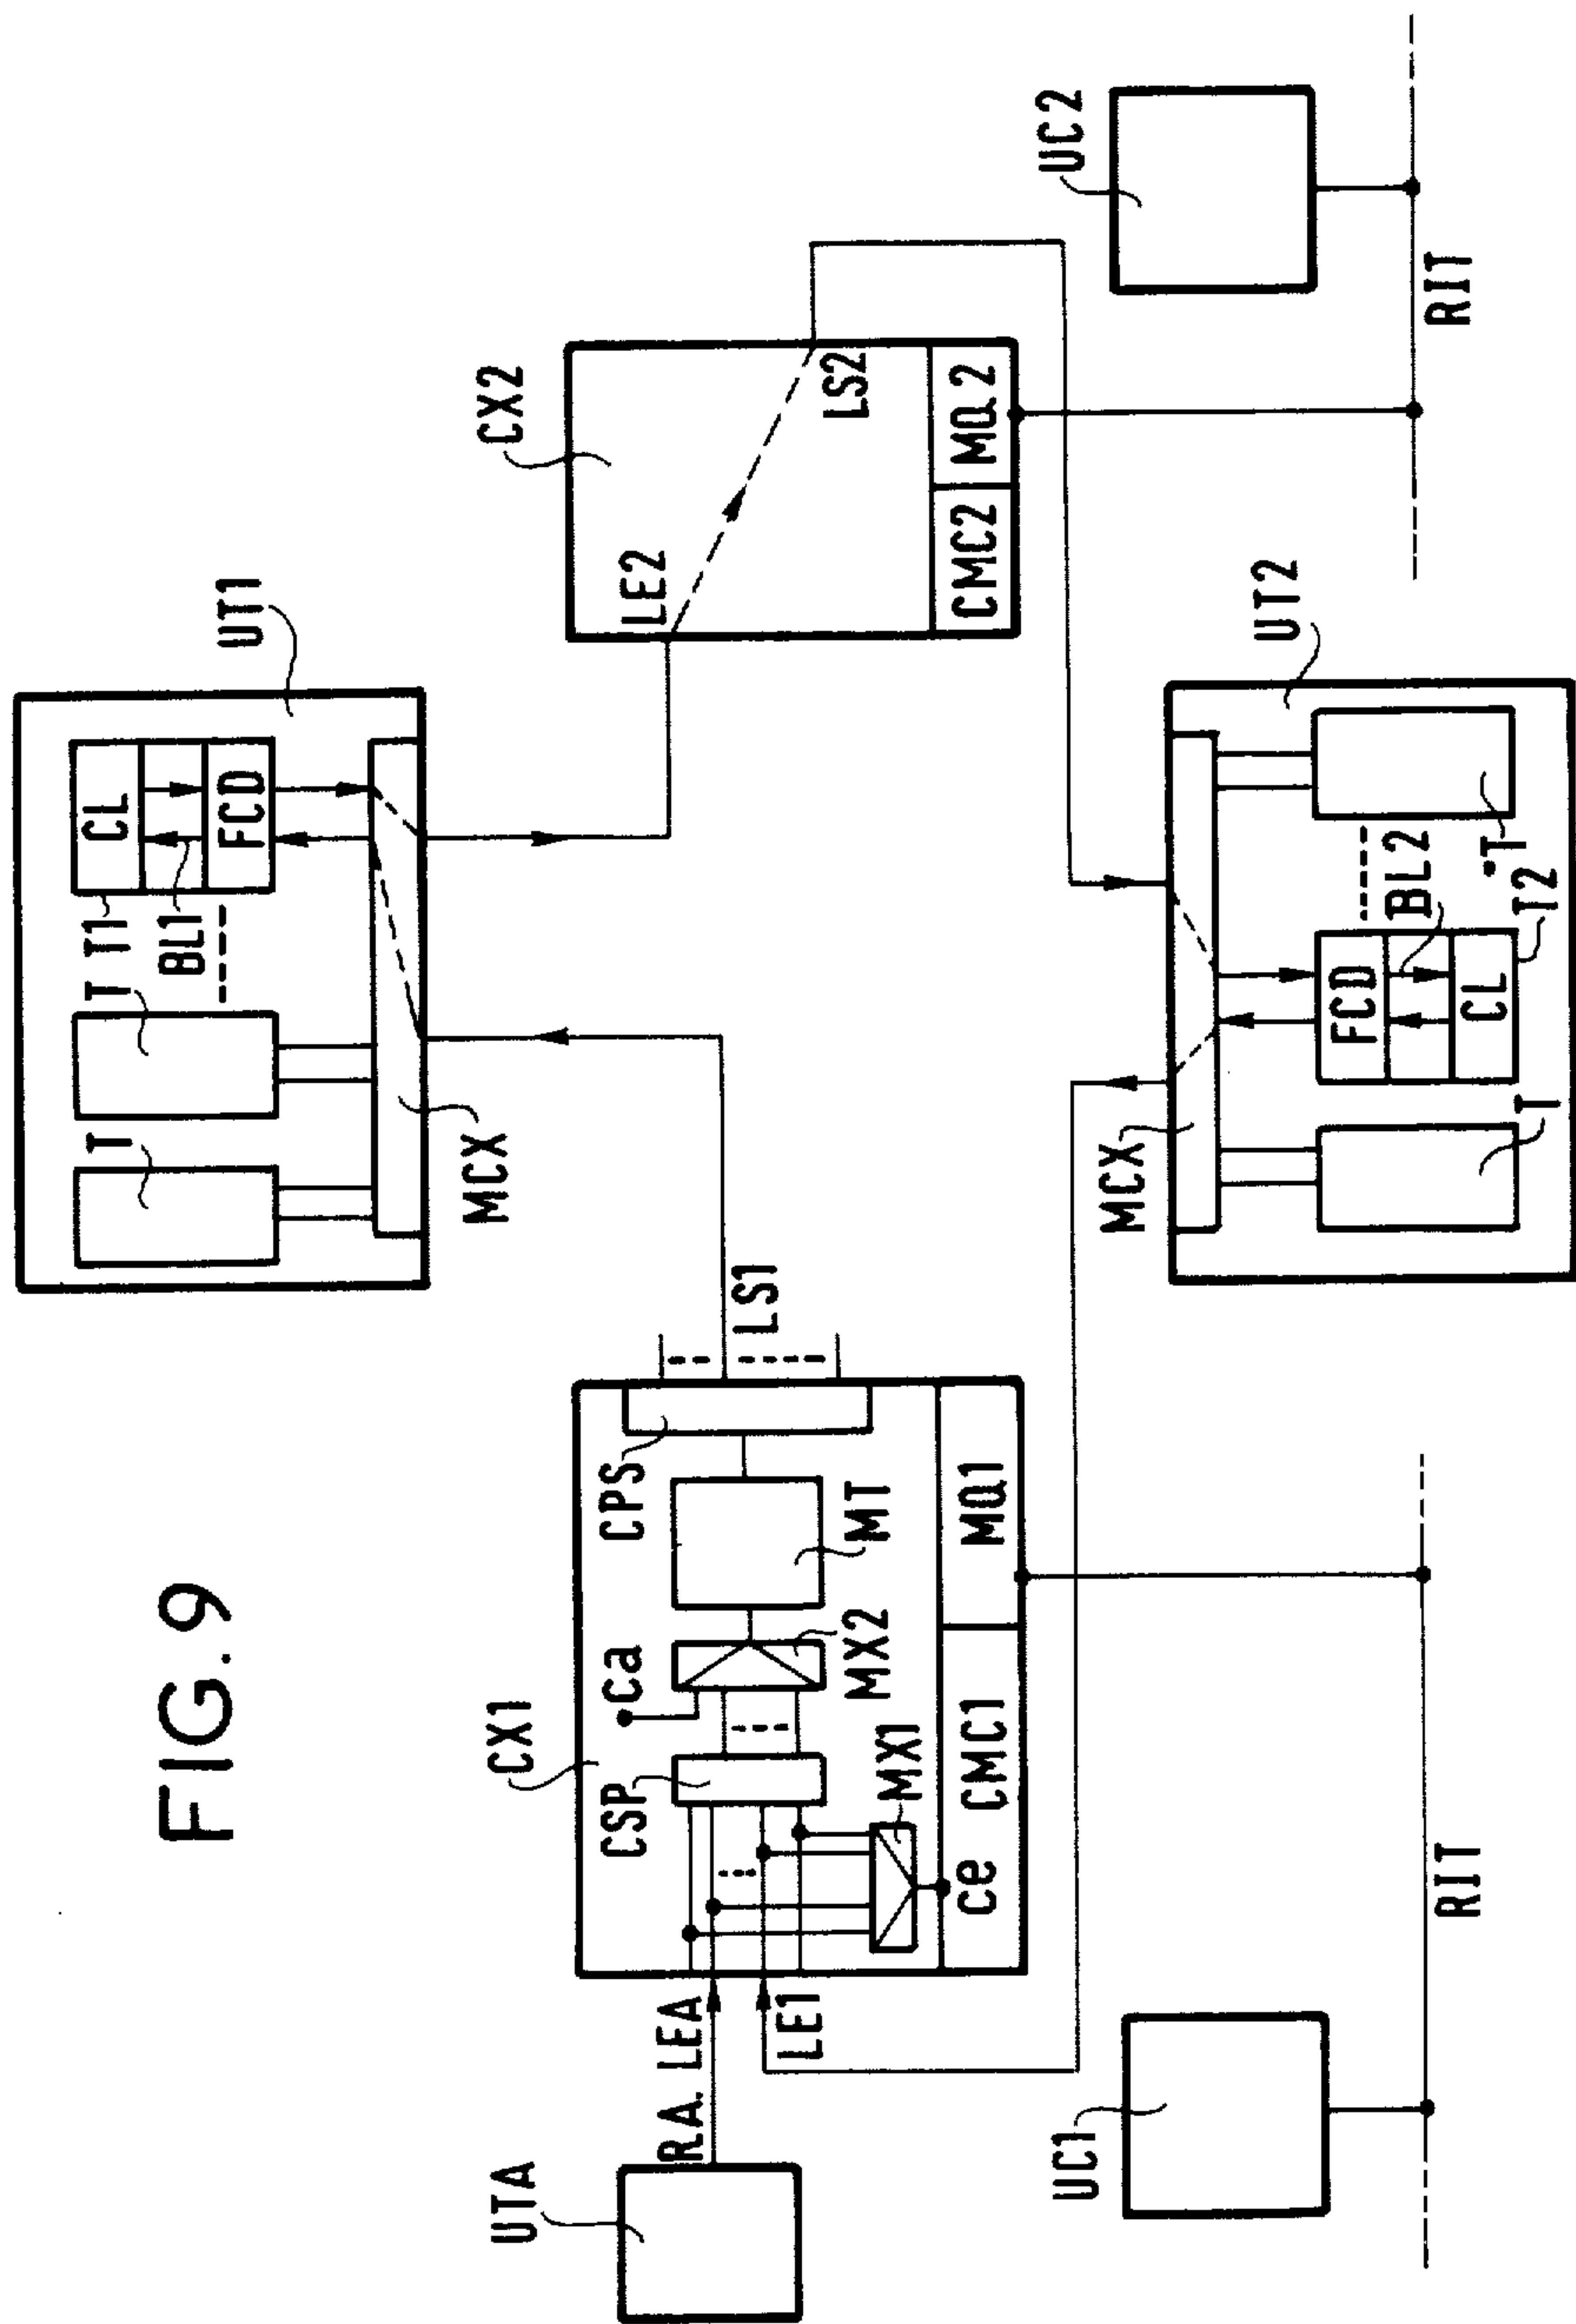 FIG. 9
UT1
T
T
T1
CL
BL1
FCD
MCX
CX2
LE2
LS2
CMC2
MQ2
UC2
RIT
CX1
CSP
Ca
CPS
LS1
MX2
MT
MX1
Ce
CMC1
MQ1
UTA
RA. LEA
LE1
UC1
RIT
UT2
MCX
FCD
BL2
CL
T
T2
T